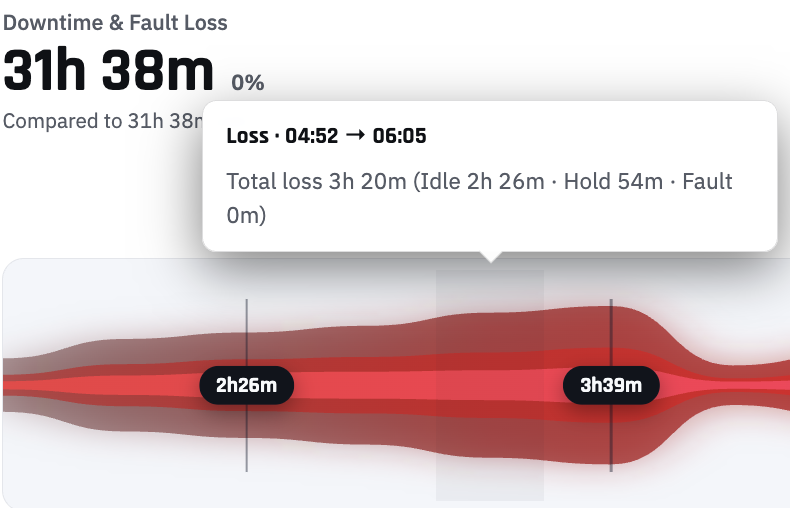 Downtime & Fault Loss
31h 38m 0%
Compared to 31h 38m
Loss · 04:52 → 06:05
Total loss 3h 20m (Idle 2h 26m · Hold 54m · Fault
0m)
2h26m
3h39m